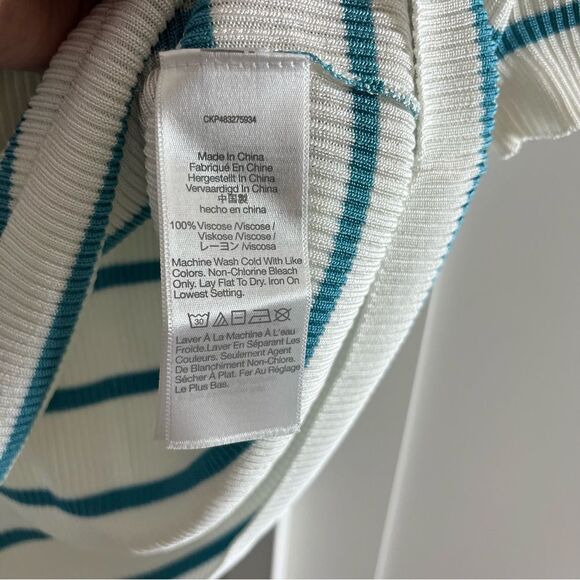 CKP483275934
Made In China
Fabriqué En Chine
Hergestellt In China
Vervaardigd In China
中国製
hecho en china
100% Viscose /Viscose /
Viskose /Viscose /
レーヨン /Viscosa
Machine Wash Cold With Like
Colors. Non-Chlorine Bleach
Only. Lay Flat To Dry. Iron On
Lowest Setting.
30
Laver À La Machine À L'eau
Froide.Laver En Séparant Les
Couleurs. Seulement Agent
De Blanchiment Non-Chlore.
Sécher À Plat. Fer Au Réglage
Le Plus Bas.